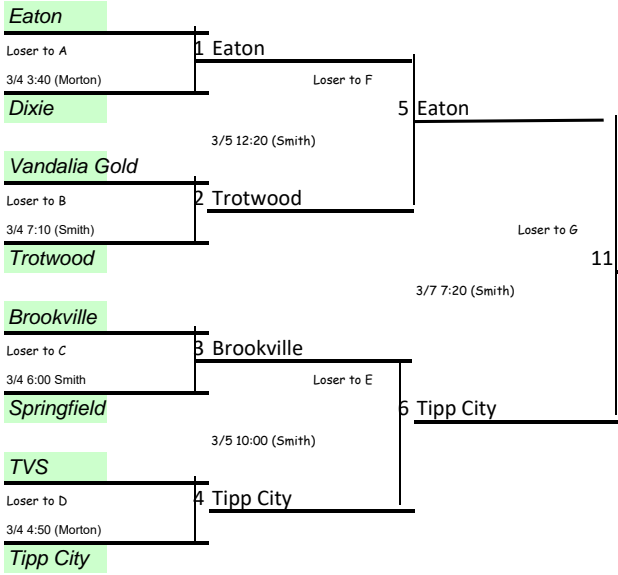 Eaton
Loser to A
1 Eaton
3/4 3:40 (Morton)
Loser to F
Dixie
5 Eaton
3/5 12:20 (Smith)
Vandalia Gold
Loser to B
2 Trotwood
3/4 7:10 (Smith)
Loser to G
Trotwood
11
3/7 7:20 (Smith)
Brookville
Loser to C
3 Brookville
3/4 6:00 Smith
Loser to E
Springfield
6 Tipp City
3/5 10:00 (Smith)
TVS
Loser to D
4 Tipp City
3/4 4:50 (Morton)
Tipp City